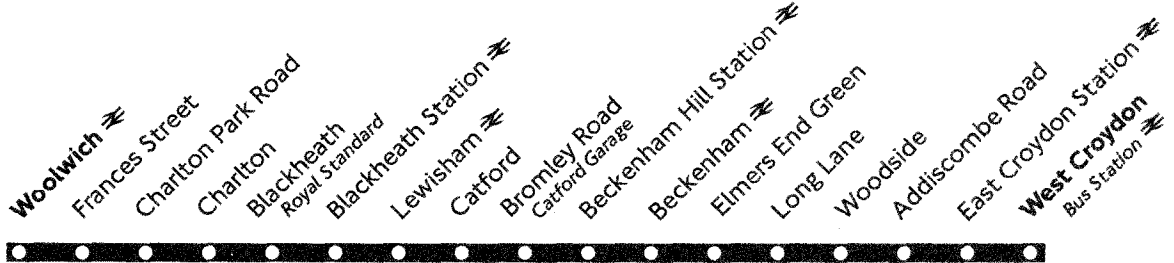 Woolwich
Frances Street
Charlton Park Road
Charlton
Blackheath
Royal Standard
Blackheath Station
Lewisham
Catford
Bromley Road
Catford Garage
Beckenham Hill Station
Beckenham
Elmers End Green
Long Lane
Woodside
Addiscombe Road
East Croydon Station
West Croydon
Bus Station